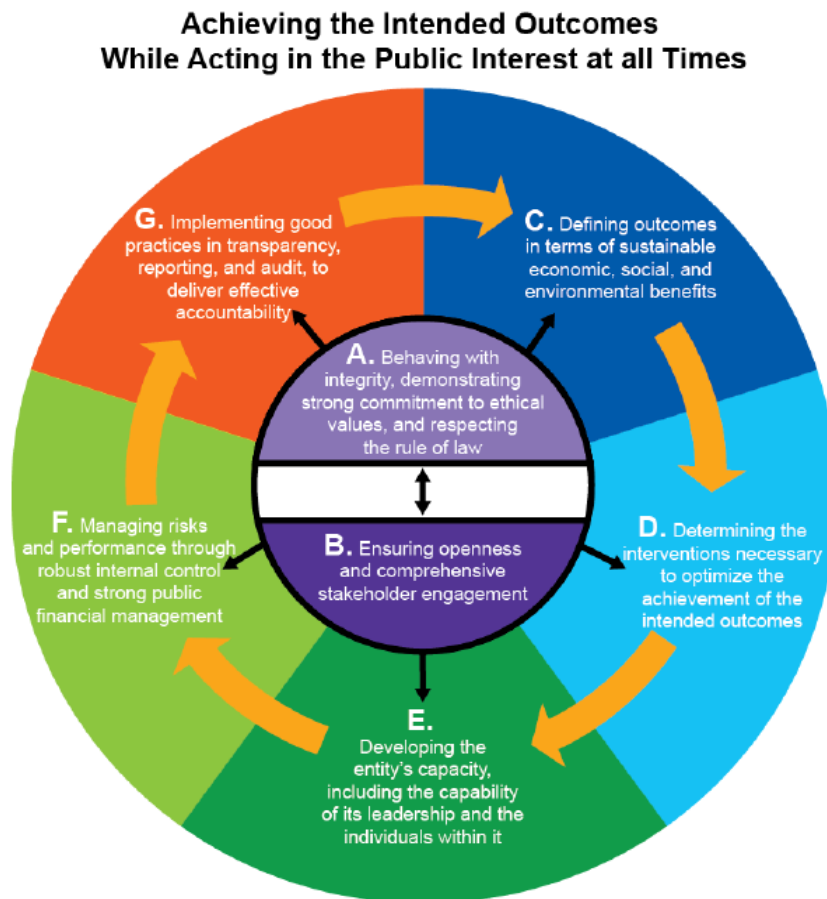 Achieving the Intended Outcomes
While Acting in the Public Interest at all Times
G. Implementing good
practices in transparency,
reporting, and audit, to
deliver effective
accountability
C. Defining outcomes
in terms of sustainable
economic, social, and
environmental benefits
A. Behaving with
integrity, demonstrating
strong commitment to ethical
values, and respecting
the rule of law
F. Managing risks
and performance through
robust internal control
and strong public
financial management
B. Ensuring openness
and comprehensive
stakeholder engagement
D. Determining the
interventions necessary
to optimize the
achievement of the
intended outcomes
E.
Developing the
entity's capacity,
including the capability
of its leadership and the
individuals within it